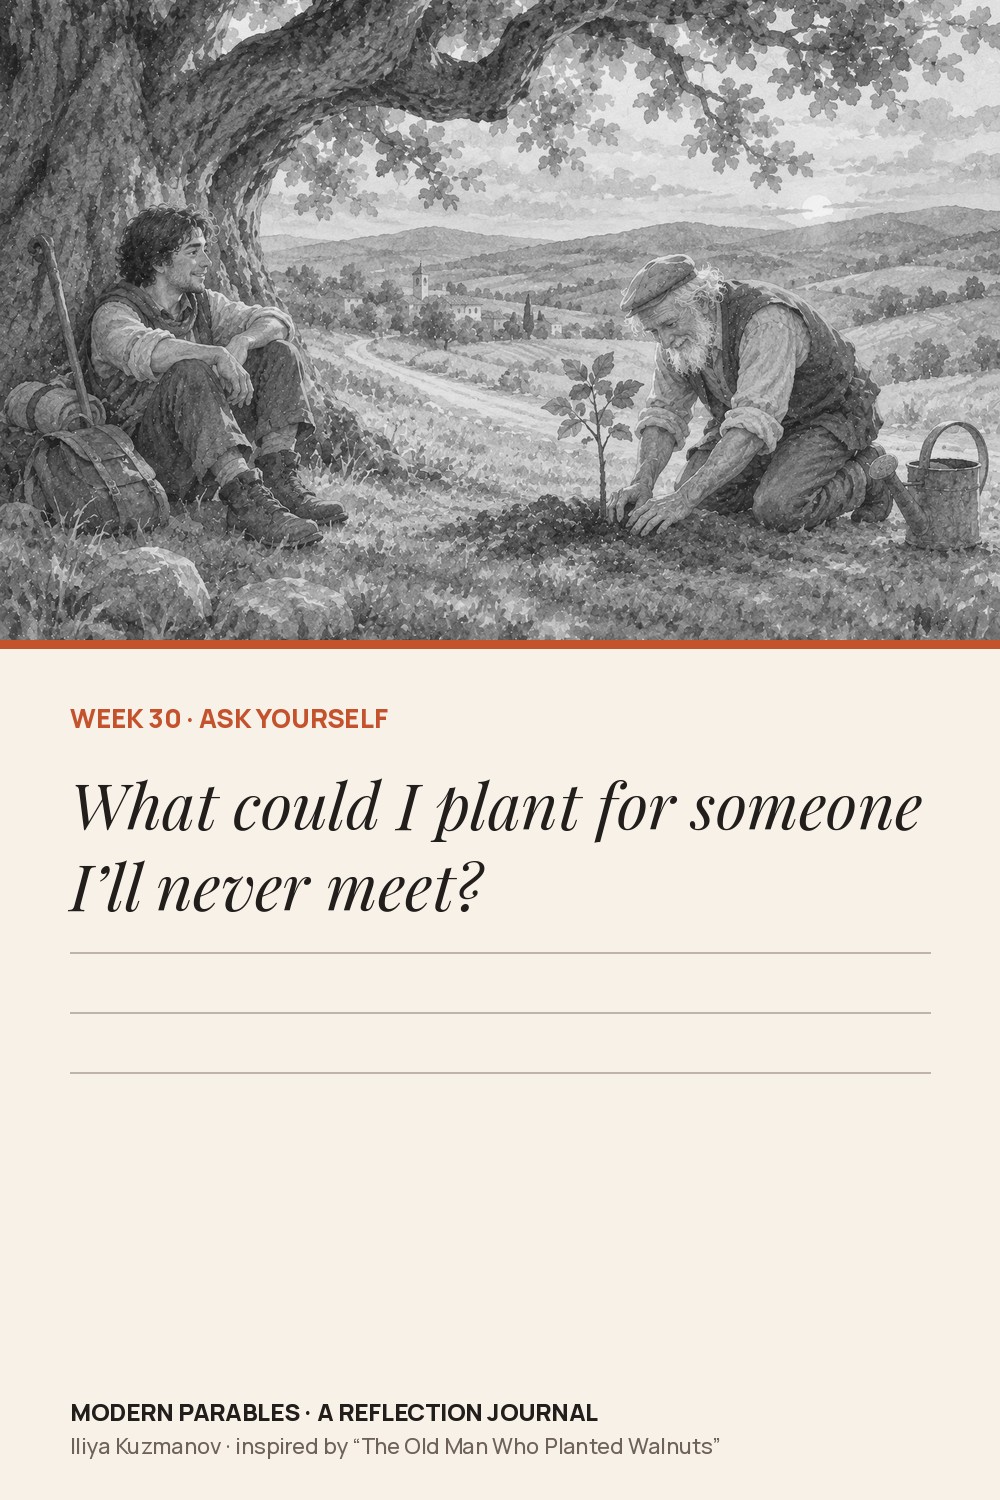 WEEK 30 · ASK YOURSELF
What could I plant for someone
I’ll never meet?
MODERN PARABLES · A REFLECTION JOURNAL
Iliya Kuzmanov · inspired by “The Old Man Who Planted Walnuts”